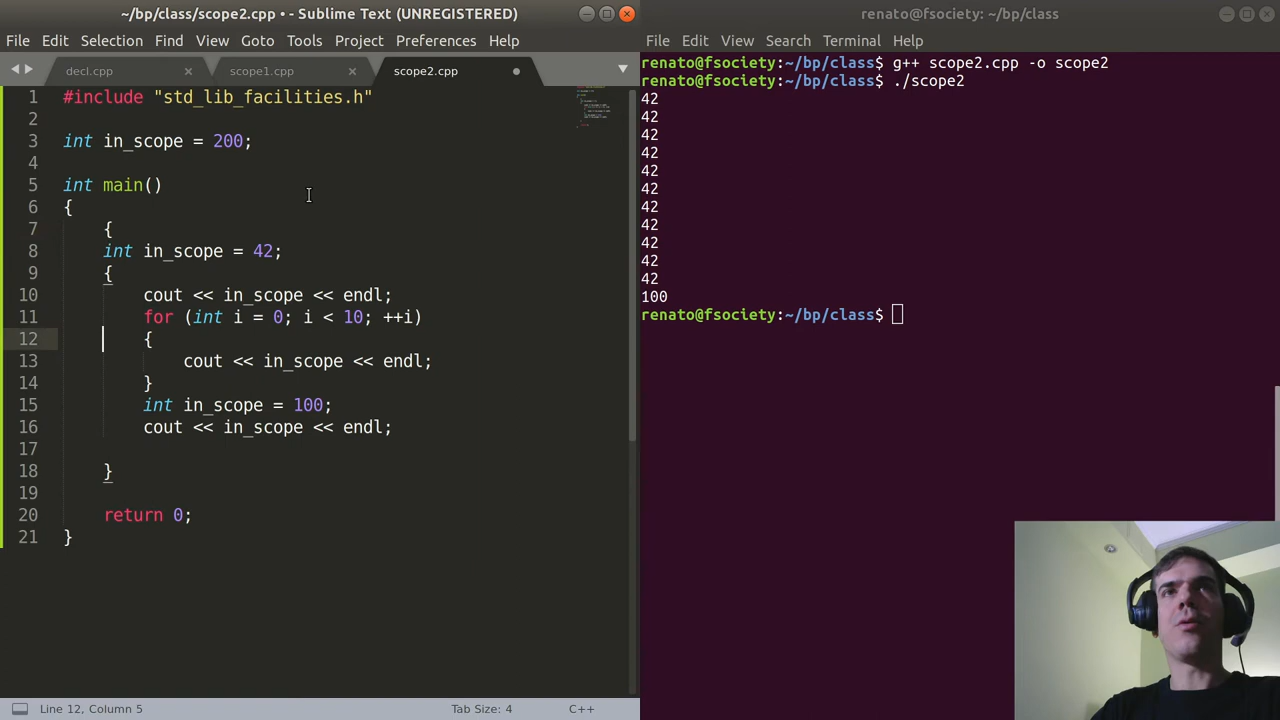 ~/bp/class/scope2.cpp • - Sublime Text (UNREGISTERED)
File Edit Selection Find View Goto Tools Project Preferences Help
decl.cpp scope1.cpp scope2.cpp
1 #include "std_lib_facilities.h"
2
3 int in_scope = 200;
4
5 int main()
6 {
7 {
8 int in_scope = 42;
9 {
10 cout << in_scope << endl;
11 for (int i = 0; i < 10; ++i)
12 {
13 cout << in_scope << endl;
14 }
15 int in_scope = 100;
16 cout << in_scope << endl;
17
18 }
19
20 return 0;
21 }
Line 12, Column 5 Tab Size: 4 C++
renato@fsociety: ~/bp/class
File Edit View Search Terminal Help
renato@fsociety:~/bp/class$ g++ scope2.cpp -o scope2
renato@fsociety:~/bp/class$ ./scope2
42
42
42
42
42
42
42
42
42
42
42
100
renato@fsociety:~/bp/class$